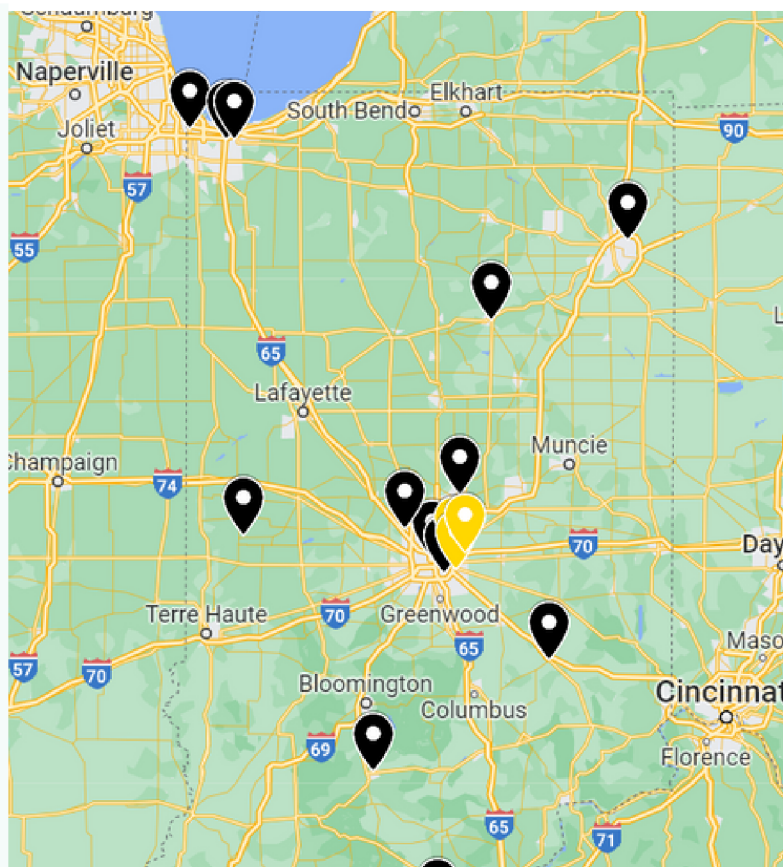 Naperville
Joliet
South Bend
Elkhart
90
57
55
65
Lafayette
Muncie
Champaign
74
70
Terre Haute
70
Greenwood
65
57
70
Bloomington
Columbus
69
Florence
65
71